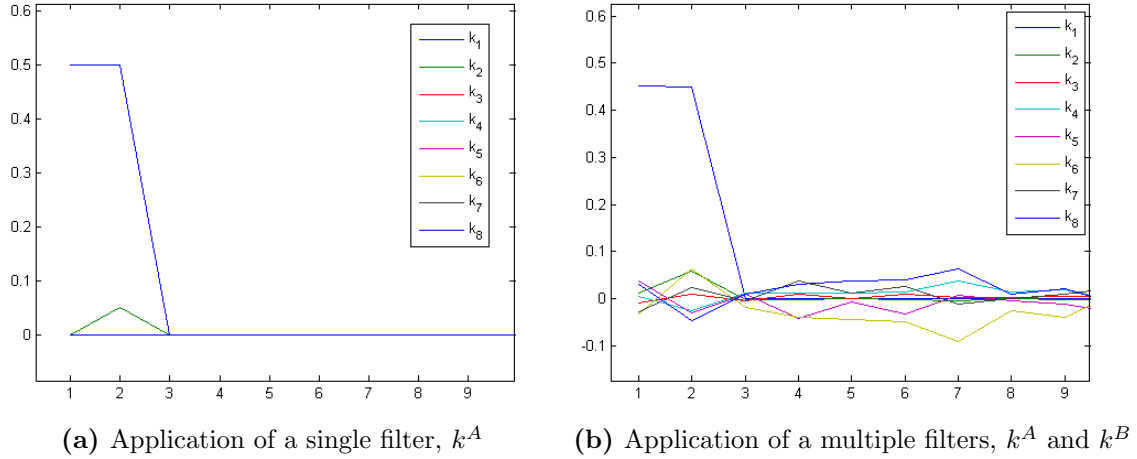 0.6
0.5
0.4
0.3
0.2
0.1
0
1 2 3 4 5 6 7 8 9
k1
k2
k3
k4
k5
k6
k7
k8
(a) Application of a single filter, k^A
0.6
0.5
0.4
0.3
0.2
0.1
0
-0.1
1 2 3 4 5 6 7 8 9
k1
k2
k3
k4
k5
k6
k7
k8
(b) Application of a multiple filters, k^A and k^B